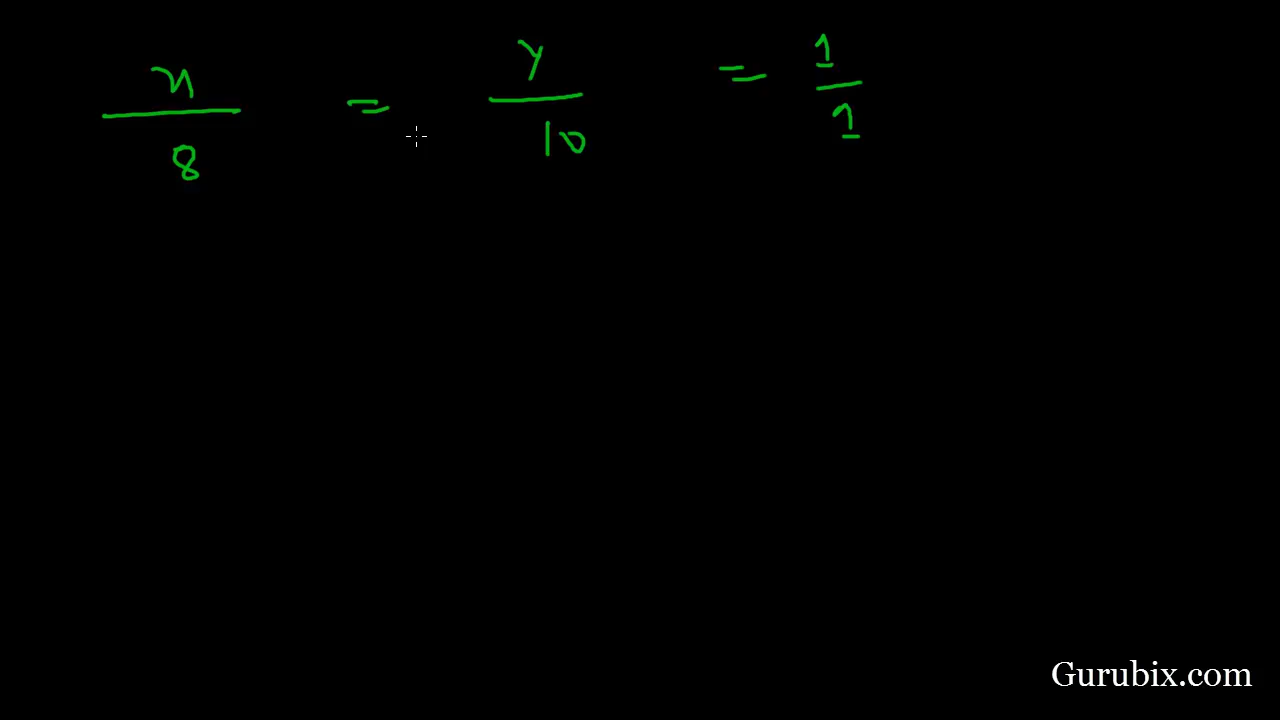 x/8 = y/10 = 1/1
Gurubix.com